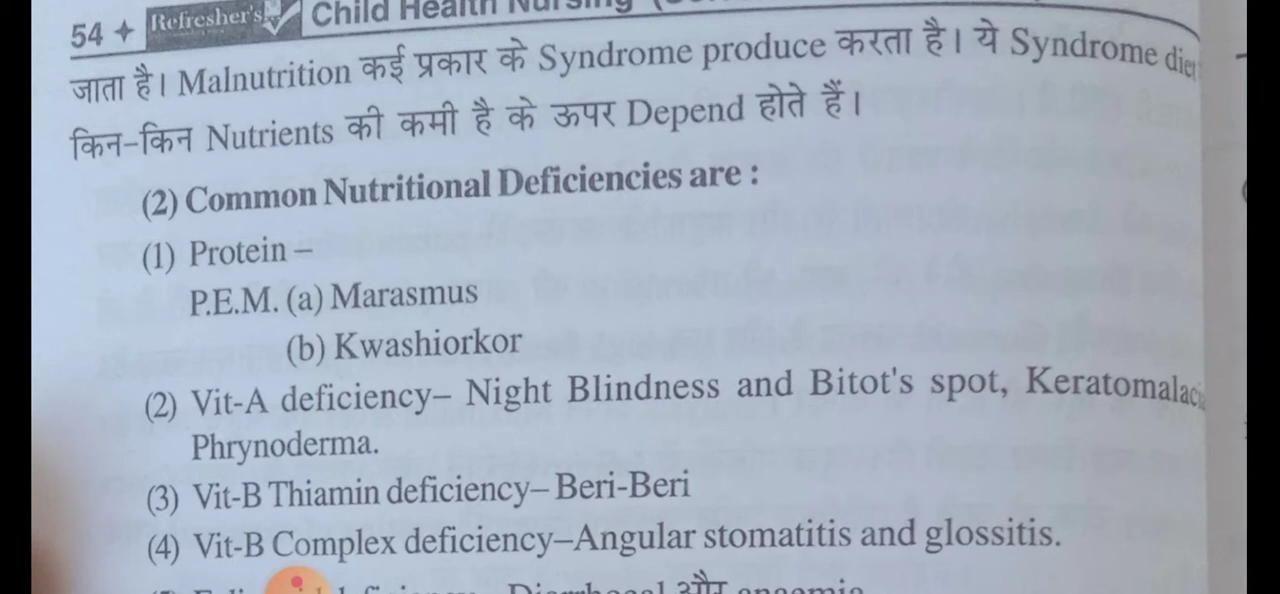 54 ✦ Refresher's Child Health Nursing
जाता है। Malnutrition कई प्रकार के Syndrome produce करता है। ये Syndrome
किन-किन Nutrients की कमी है के ऊपर Depend होते हैं।
(2) Common Nutritional Deficiencies are :
(1) Protein –
P.E.M. (a) Marasmus
(b) Kwashiorkor
(2) Vit-A deficiency– Night Blindness and Bitot's spot,
Phrynoderma.
(3) Vit-B Thiamin deficiency– Beri-Beri
(4) Vit-B Complex deficiency–Angular stomatitis and glossitis.
और